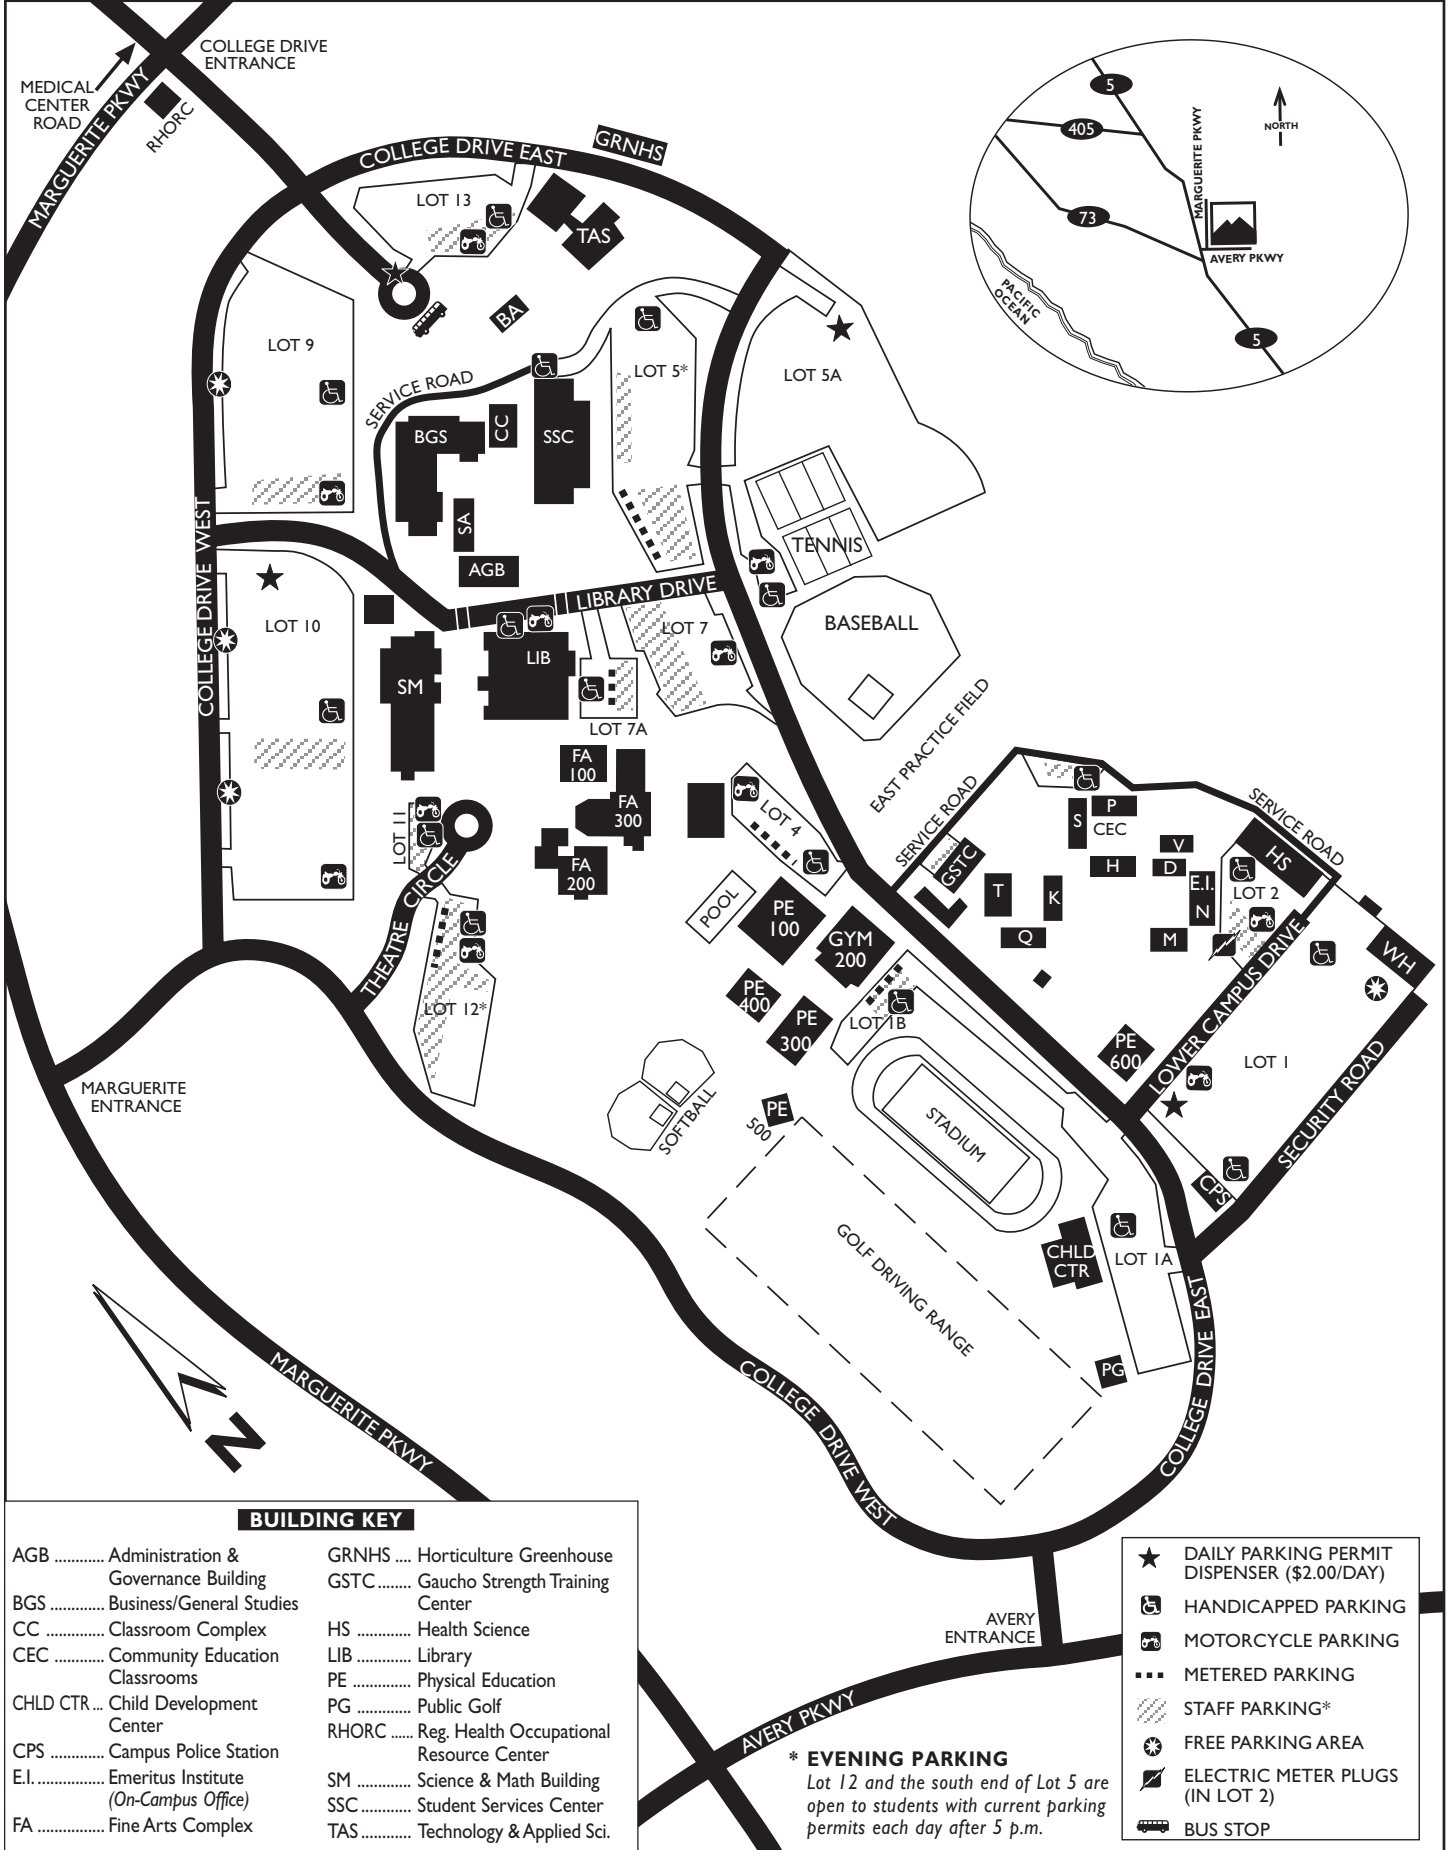 COLLEGE DRIVE
ENTRANCE
MEDICAL
CENTER
ROAD
MARGUERITE PKWY
RHORC
COLLEGE DRIVE EAST
GRNHS
LOT 13
TAS
BA
LOT 9
SERVICE ROAD
LOT 5*
LOT 5A
BGS
CC
SSC
SA
AGB
COLLEGE DRIVE WEST
LIBRARY DRIVE
TENNIS
BASEBALL
LOT 10
LOT 7
LIB
SM
LOT 7A
EAST PRACTICE FIELD
FA
100
FA
300
FA
200
LOT 11
LOT 4
THEATRE CIRCLE
LOT 12*
POOL
PE
100
GYM
200
PE
400
PE
300
LOT 1B
SERVICE ROAD
GSTC
T
K
Q
S
P
CEC
H
V
D
E.I.
N
M
SERVICE ROAD
HS
LOT 2
WH
LOWER CAMPUS DRIVE
PE
600
LOT 1
SECURITY ROAD
CPS
SOFTBALL
PE
500
STADIUM
GOLF DRIVING RANGE
CHLD
CTR
LOT 1A
PG
COLLEGE DRIVE EAST
COLLEGE DRIVE WEST
MARGUERITE
ENTRANCE
MARGUERITE PKWY
N
AVERY
ENTRANCE
AVERY PKWY
5
405
73
MARGUERITE PKWY
NORTH
AVERY PKWY
PACIFIC
OCEAN
5
BUILDING KEY
AGB ............ Administration &
Governance Building
BGS ............. Business/General Studies
CC .............. Classroom Complex
CEC ............ Community Education
Classrooms
CHLD CTR ... Child Development
Center
CPS ............. Campus Police Station
E.I. ................ Emeritus Institute
(On-Campus Office)
FA ................ Fine Arts Complex
GRNHS .... Horticulture Greenhouse
GSTC ........ Gaucho Strength Training
Center
HS ............. Health Science
LIB ............. Library
PE .............. Physical Education
PG ............. Public Golf
RHORC ...... Reg. Health Occupational
Resource Center
SM ............. Science & Math Building
SSC ............ Student Services Center
TAS ............ Technology & Applied Sci.
* EVENING PARKING
Lot 12 and the south end of Lot 5 are
open to students with current parking
permits each day after 5 p.m.
DAILY PARKING PERMIT
DISPENSER ($2.00/DAY)
HANDICAPPED PARKING
MOTORCYCLE PARKING
METERED PARKING
STAFF PARKING*
FREE PARKING AREA
ELECTRIC METER PLUGS
(IN LOT 2)
BUS STOP